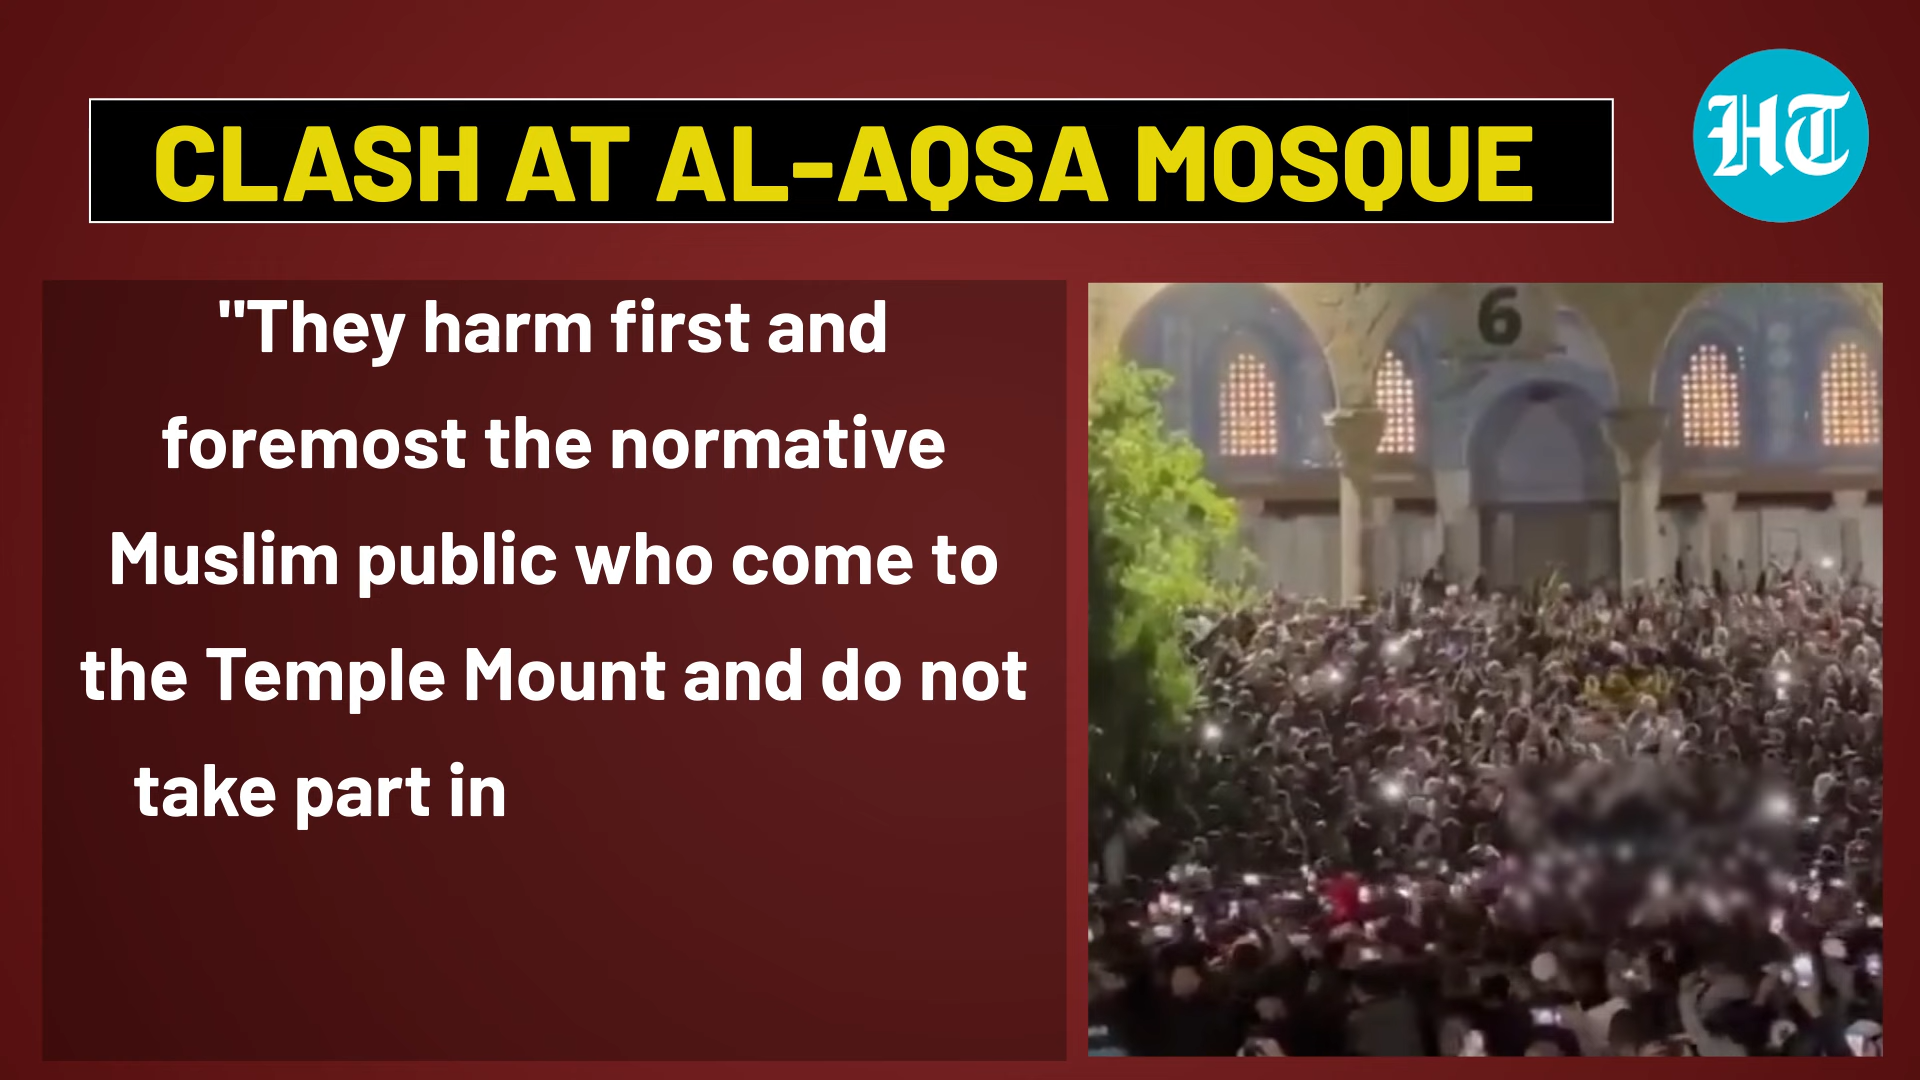 CLASH AT AL-AQSA MOSQUE
HT
"They harm first and
foremost the normative
Muslim public who come to
the Temple Mount and do not
take part in
6